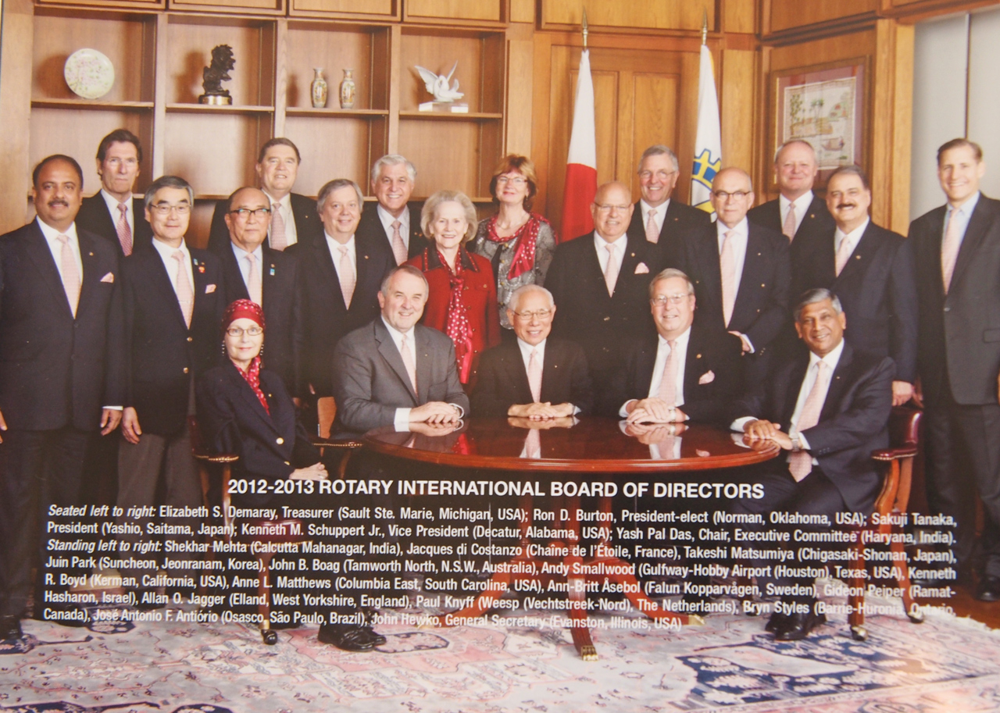 2012-2013 ROTARY INTERNATIONAL BOARD OF DIRECTORS
Seated left to right: Elizabeth S. Demaray, Treasurer (Sault Ste. Marie, Michigan, USA); Ron D. Burton, President-elect (Norman, Oklahoma, USA); Sakuji Tanaka,
President (Yashio, Saitama, Japan); Kenneth M. Schuppert Jr., Vice President (Decatur, Alabama, USA); Yash Pal Das, Chair, Executive Committee (Haryana, India).
Standing left to right: Shekhar Mehta (Calcutta Mahanagar, India), Jacques di Costanzo (Chaîne de l'Étoile, France), Takeshi Matsumiya (Chigasaki-Shonan, Japan),
Juin Park (Suncheon, Jeonranam, Korea), John B. Boag (Tamworth North, N.S.W., Australia), Andy Smallwood (Gulfway-Hobby Airport (Houston), Texas, USA), Kenneth
R. Boyd (Kerman, California, USA), Anne L. Matthews (Columbia East, South Carolina, USA), Ann-Britt Åsebol (Falun Kopparvågen, Sweden), Gideon Peiper (Ramat-
Hasharon, Israel), Allan O. Jagger (Elland, West Yorkshire, England), Paul Knyff (Weesp (Vechtstreek-Nord), The Netherlands), Bryn Styles (Barrie-Huronia, Ontario,
Canada), José Antonio F. Antiório (Osasco, São Paulo, Brazil), John Hewko, General Secretary (Evanston, Illinois, USA)